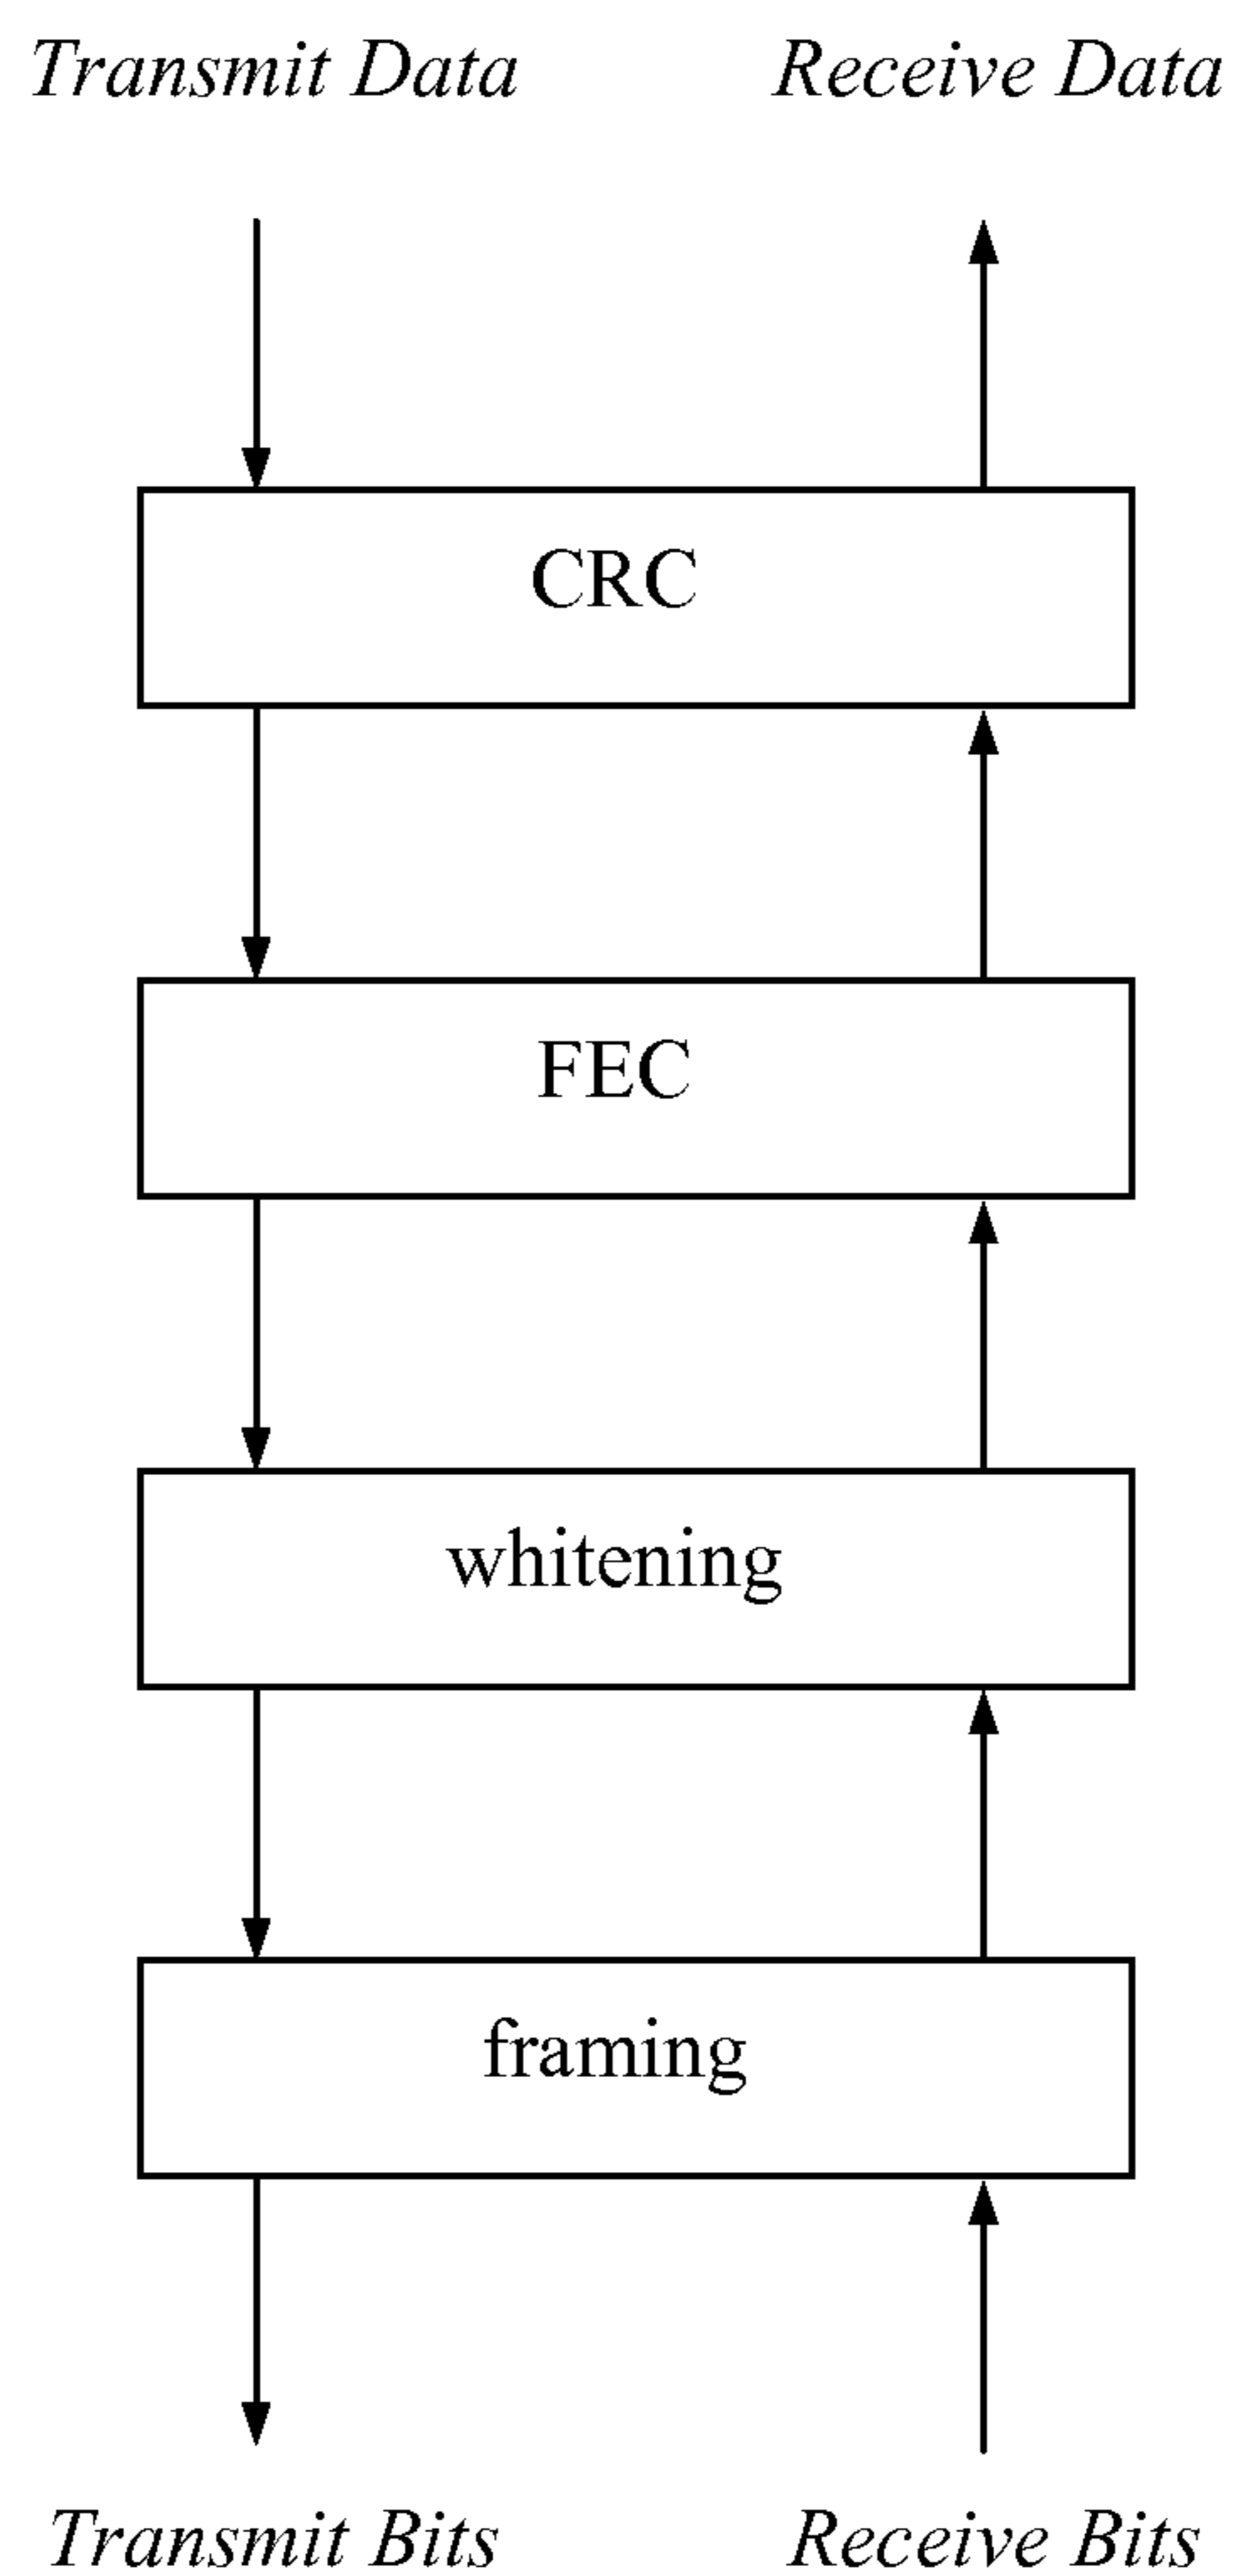 Transmit Data
Receive Data
CRC
FEC
whitening
framing
Transmit Bits
Receive Bits